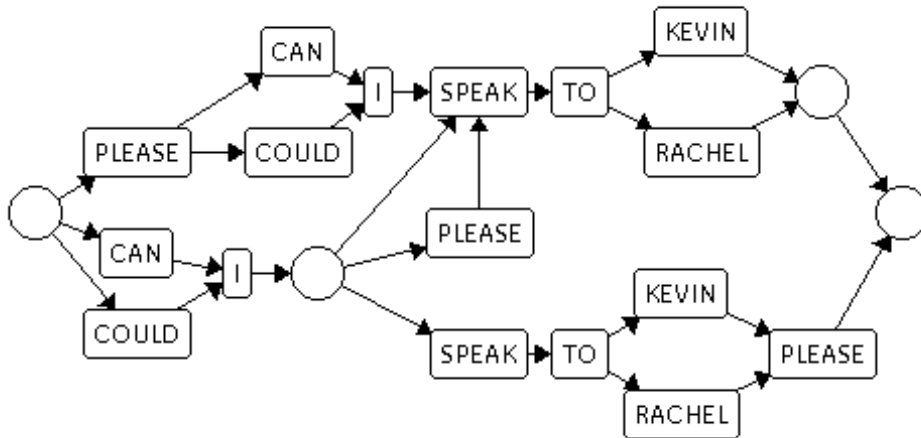 KEVIN
CAN
I
SPEAK
TO
PLEASE
COULD
RACHEL
PLEASE
CAN
I
KEVIN
COULD
SPEAK
TO
PLEASE
RACHEL